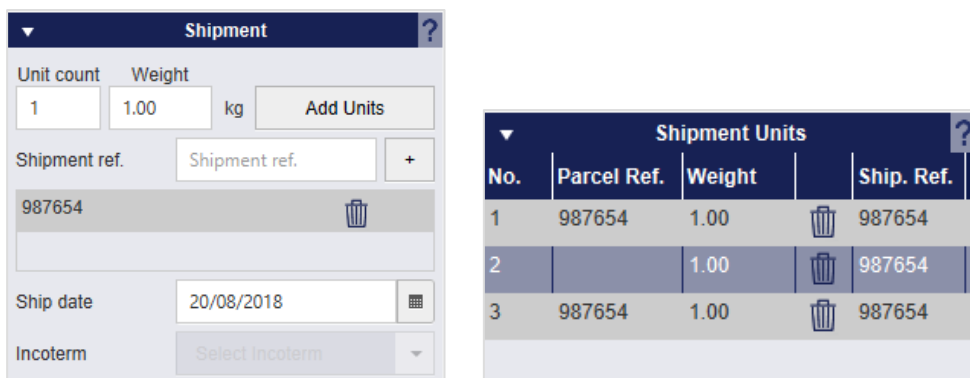 Shipment ?
Unit count Weight
1 1.00 kg Add Units
Shipment ref. Shipment ref. +
987654
Ship date 20/08/2018
Incoterm Select Incoterm
Shipment Units ?
No. Parcel Ref. Weight Ship. Ref.
1 987654 1.00 987654
2 1.00 987654
3 987654 1.00 987654